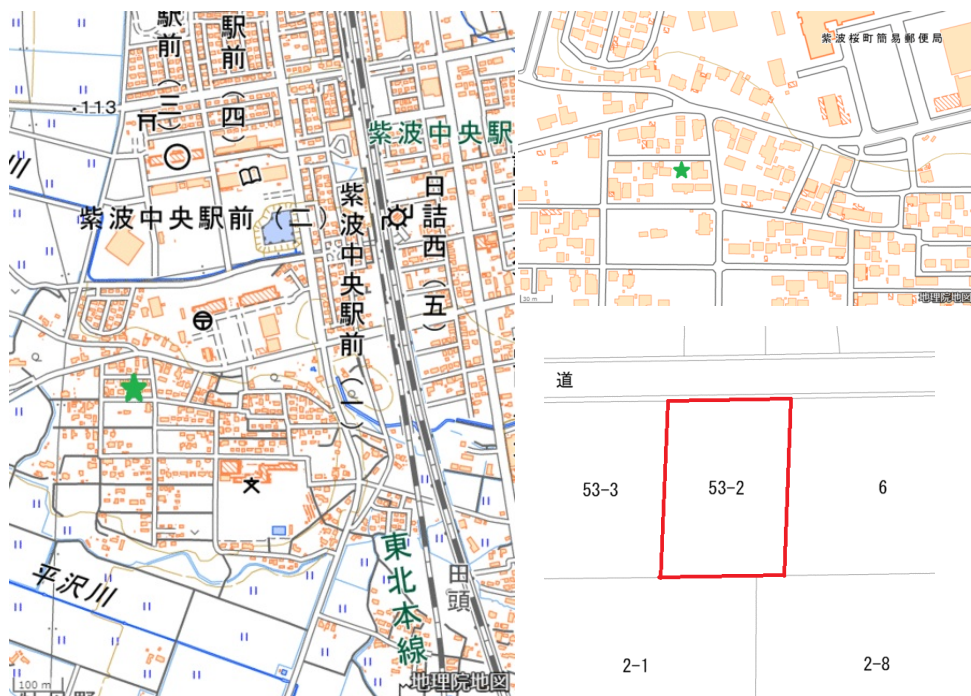 駅前（三）
駅前（四）
・113
紫波中央駅
川
紫波中央駅前（二）
紫波中央駅前（一）
日詰西（五）
平沢川
東北本線
田頭
100 m
地理院地図
紫波桜町簡易郵便局
30 m
地理院地図
道
53-3
53-2
6
2-1
2-8